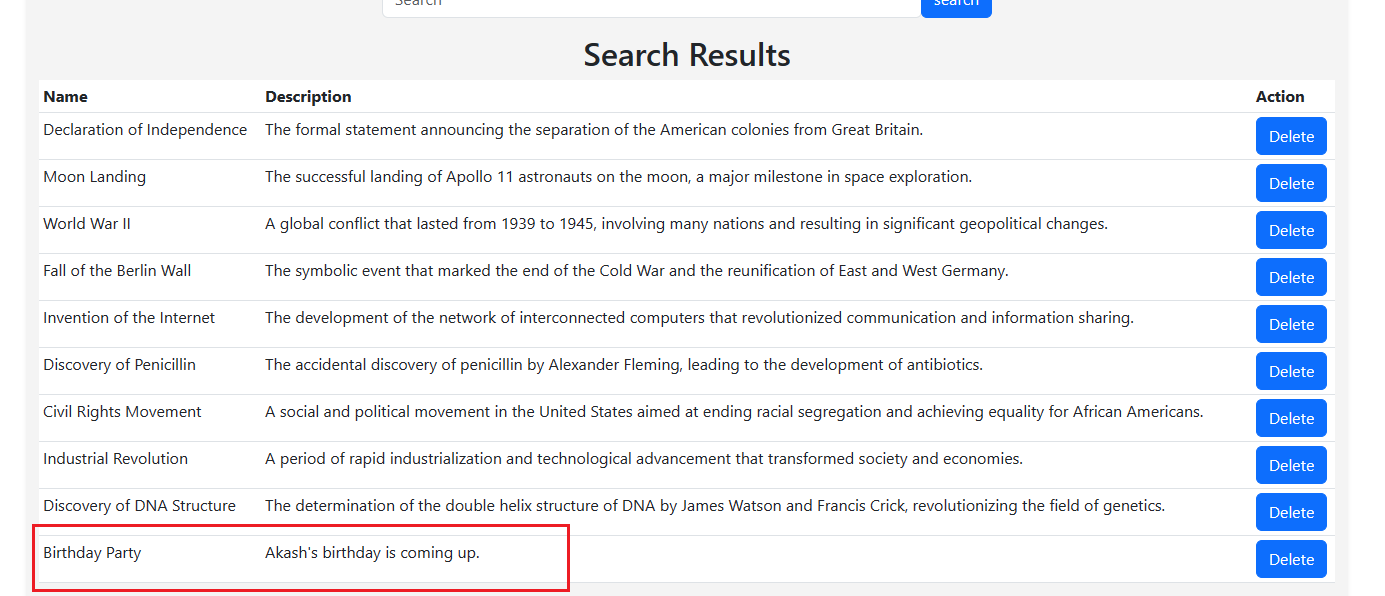 Search search
Search Results
Name Description Action
Declaration of Independence The formal statement announcing the separation of the American colonies from Great Britain. Delete
Moon Landing The successful landing of Apollo 11 astronauts on the moon, a major milestone in space exploration. Delete
World War II A global conflict that lasted from 1939 to 1945, involving many nations and resulting in significant geopolitical changes. Delete
Fall of the Berlin Wall The symbolic event that marked the end of the Cold War and the reunification of East and West Germany. Delete
Invention of the Internet The development of the network of interconnected computers that revolutionized communication and information sharing. Delete
Discovery of Penicillin The accidental discovery of penicillin by Alexander Fleming, leading to the development of antibiotics. Delete
Civil Rights Movement A social and political movement in the United States aimed at ending racial segregation and achieving equality for African Americans. Delete
Industrial Revolution A period of rapid industrialization and technological advancement that transformed society and economies. Delete
Discovery of DNA Structure The determination of the double helix structure of DNA by James Watson and Francis Crick, revolutionizing the field of genetics. Delete
Birthday Party Akash's birthday is coming up. Delete